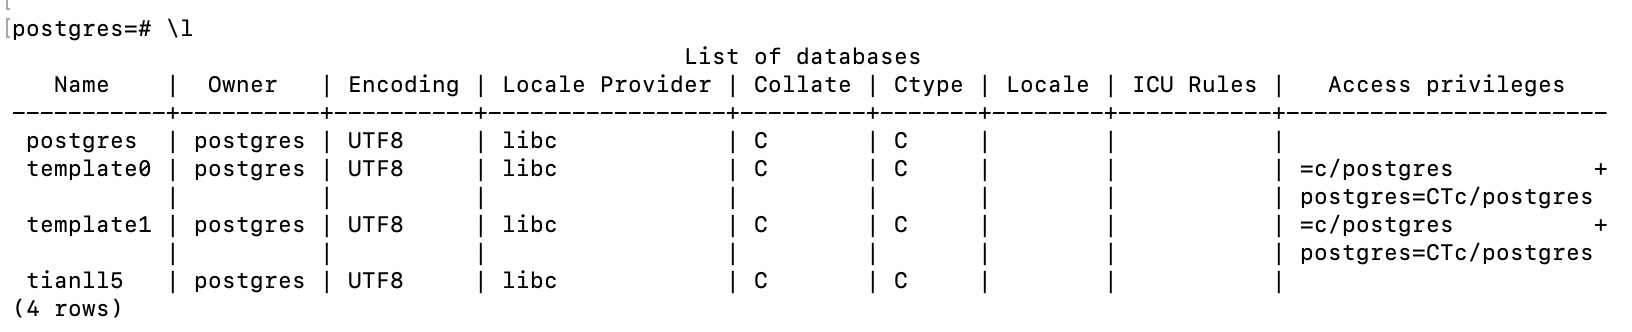 postgres=# \l
List of databases
Name | Owner | Encoding | Locale Provider | Collate | Ctype | Locale | ICU Rules | Access privileges
-----------+----------+----------+-----------------+---------+-------+--------+-----------+-----------------------
postgres | postgres | UTF8 | libc | C | C | | |
template0 | postgres | UTF8 | libc | C | C | | | =c/postgres +
| | | | | | | | postgres=CTc/postgres
template1 | postgres | UTF8 | libc | C | C | | | =c/postgres +
| | | | | | | | postgres=CTc/postgres
tianll5 | postgres | UTF8 | libc | C | C | | |
(4 rows)